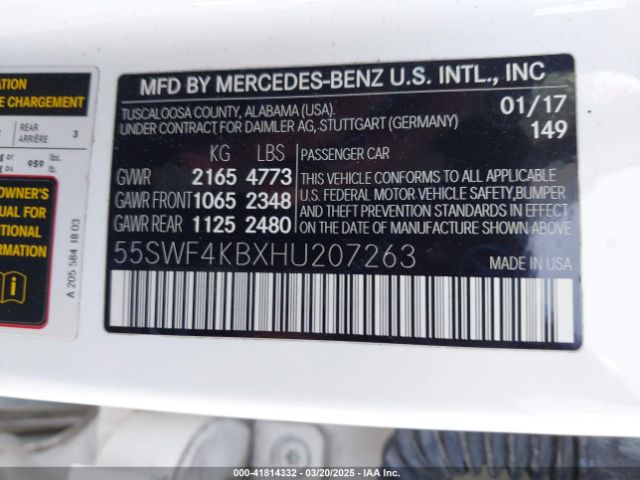 ATION
E CHARGEMENT
REAR
ARRIÈRE 3
or 959 lbs.
lb.
OWNER'S
UAL FOR
TIONAL
MATION
A 205 584 18 03
MFD BY MERCEDES-BENZ U.S. INTL., INC
TUSCALOOSA COUNTY, ALABAMA (USA). 01/17
UNDER CONTRACT FOR DAIMLER AG, STUTTGART (GERMANY) 149
KG LBS PASSENGER CAR
GVWR 2165 4773 THIS VEHICLE CONFORMS TO ALL APPLICABLE
GAWR FRONT 1065 2348 U.S. FEDERAL MOTOR VEHICLE SAFETY, BUMPER
GAWR REAR 1125 2480 AND THEFT PREVENTION STANDARDS IN EFFECT
ON THE DATE OF MANUFACTURE SHOWN ABOVE
55SWF4KBXHU207263 MADE IN USA
000-41814332 — 03/20/2025 — IAA Inc.